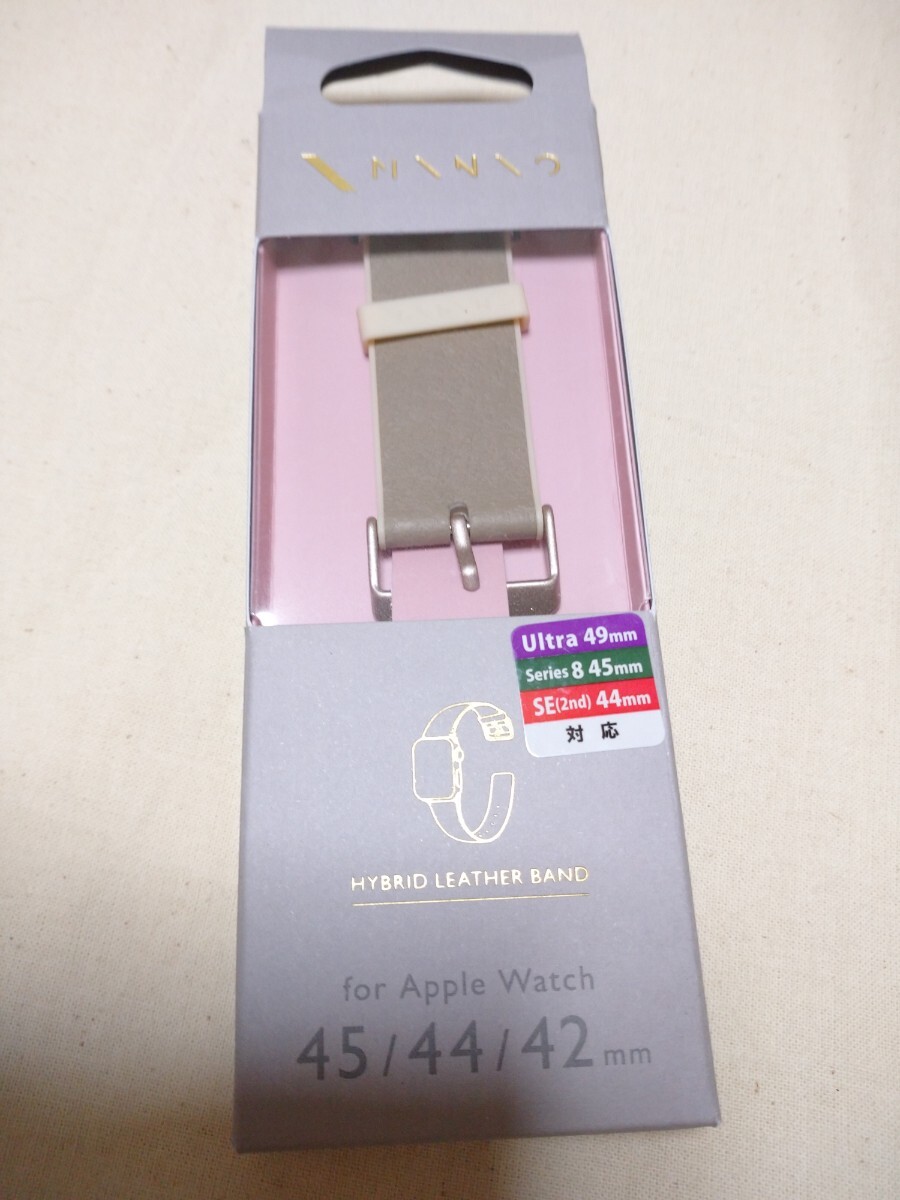 Ultra 49mm
Series 8 45mm
SE(2nd) 44mm
対応
HYBRID LEATHER BAND
for Apple Watch
45/44/42mm